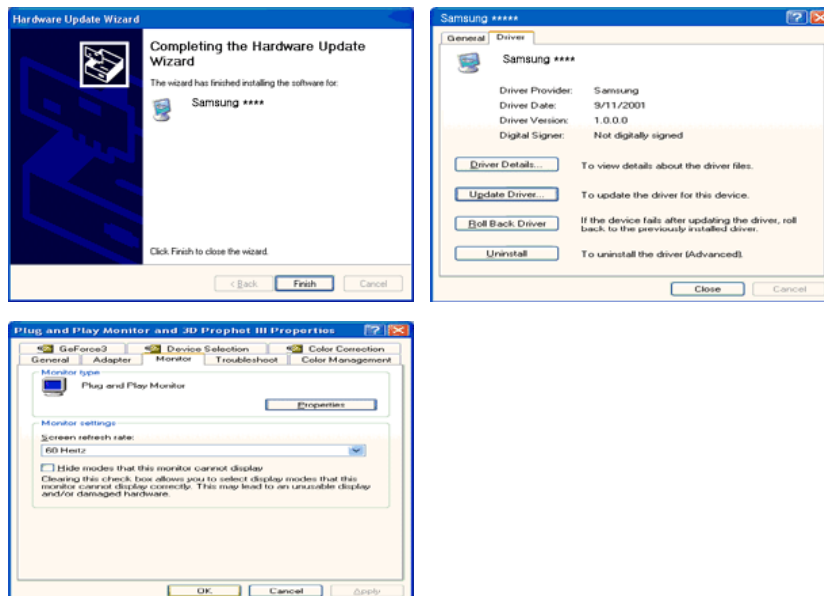 Hardware Update Wizard
Completing the Hardware Update
Wizard
The wizard has finished installing the software for:
Samsung ****
Click Finish to close the wizard.
< Back
Finish
Cancel
Samsung *****
General
Driver
Samsung ****
Driver Provider: Samsung
Driver Date: 9/11/2001
Driver Version: 1.0.0.0
Digital Signer: Not digitally signed
Driver Details... To view details about the driver files.
Update Driver... To update the driver for this device.
Roll Back Driver If the device fails after updating the driver, roll
back to the previously installed driver.
Uninstall To uninstall the driver (Advanced).
Close
Cancel
Plug and Play Monitor and 3D Prophet III Properties
GeForce3
Device Selection
Color Correction
General
Adapter
Monitor
Troubleshoot
Color Management
Monitor type
Plug and Play Monitor
Properties
Monitor settings
Screen refresh rate:
60 Hertz
Hide modes that this monitor cannot display
Clearing this check box allows you to select display modes that this
monitor cannot display correctly. This may lead to an unusable display
and/or damaged hardware.
OK
Cancel
Apply